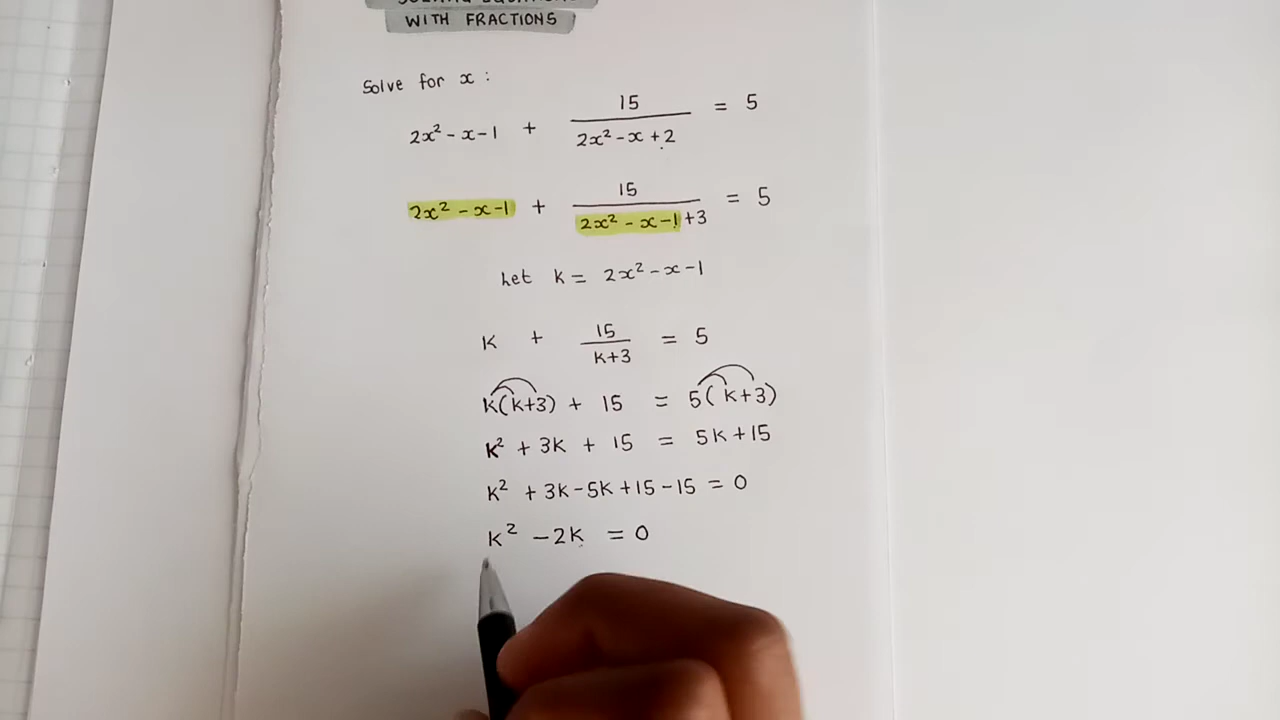 WITH FRACTIONS
Solve for x :
2x² - x - 1 + 15 / (2x² - x + 2) = 5
2x² - x - 1 + 15 / (2x² - x - 1 + 3) = 5
Let k = 2x² - x - 1
k + 15 / (k+3) = 5
k(k+3) + 15 = 5(k+3)
k² + 3k + 15 = 5k + 15
k² + 3k - 5k + 15 - 15 = 0
k² - 2k = 0